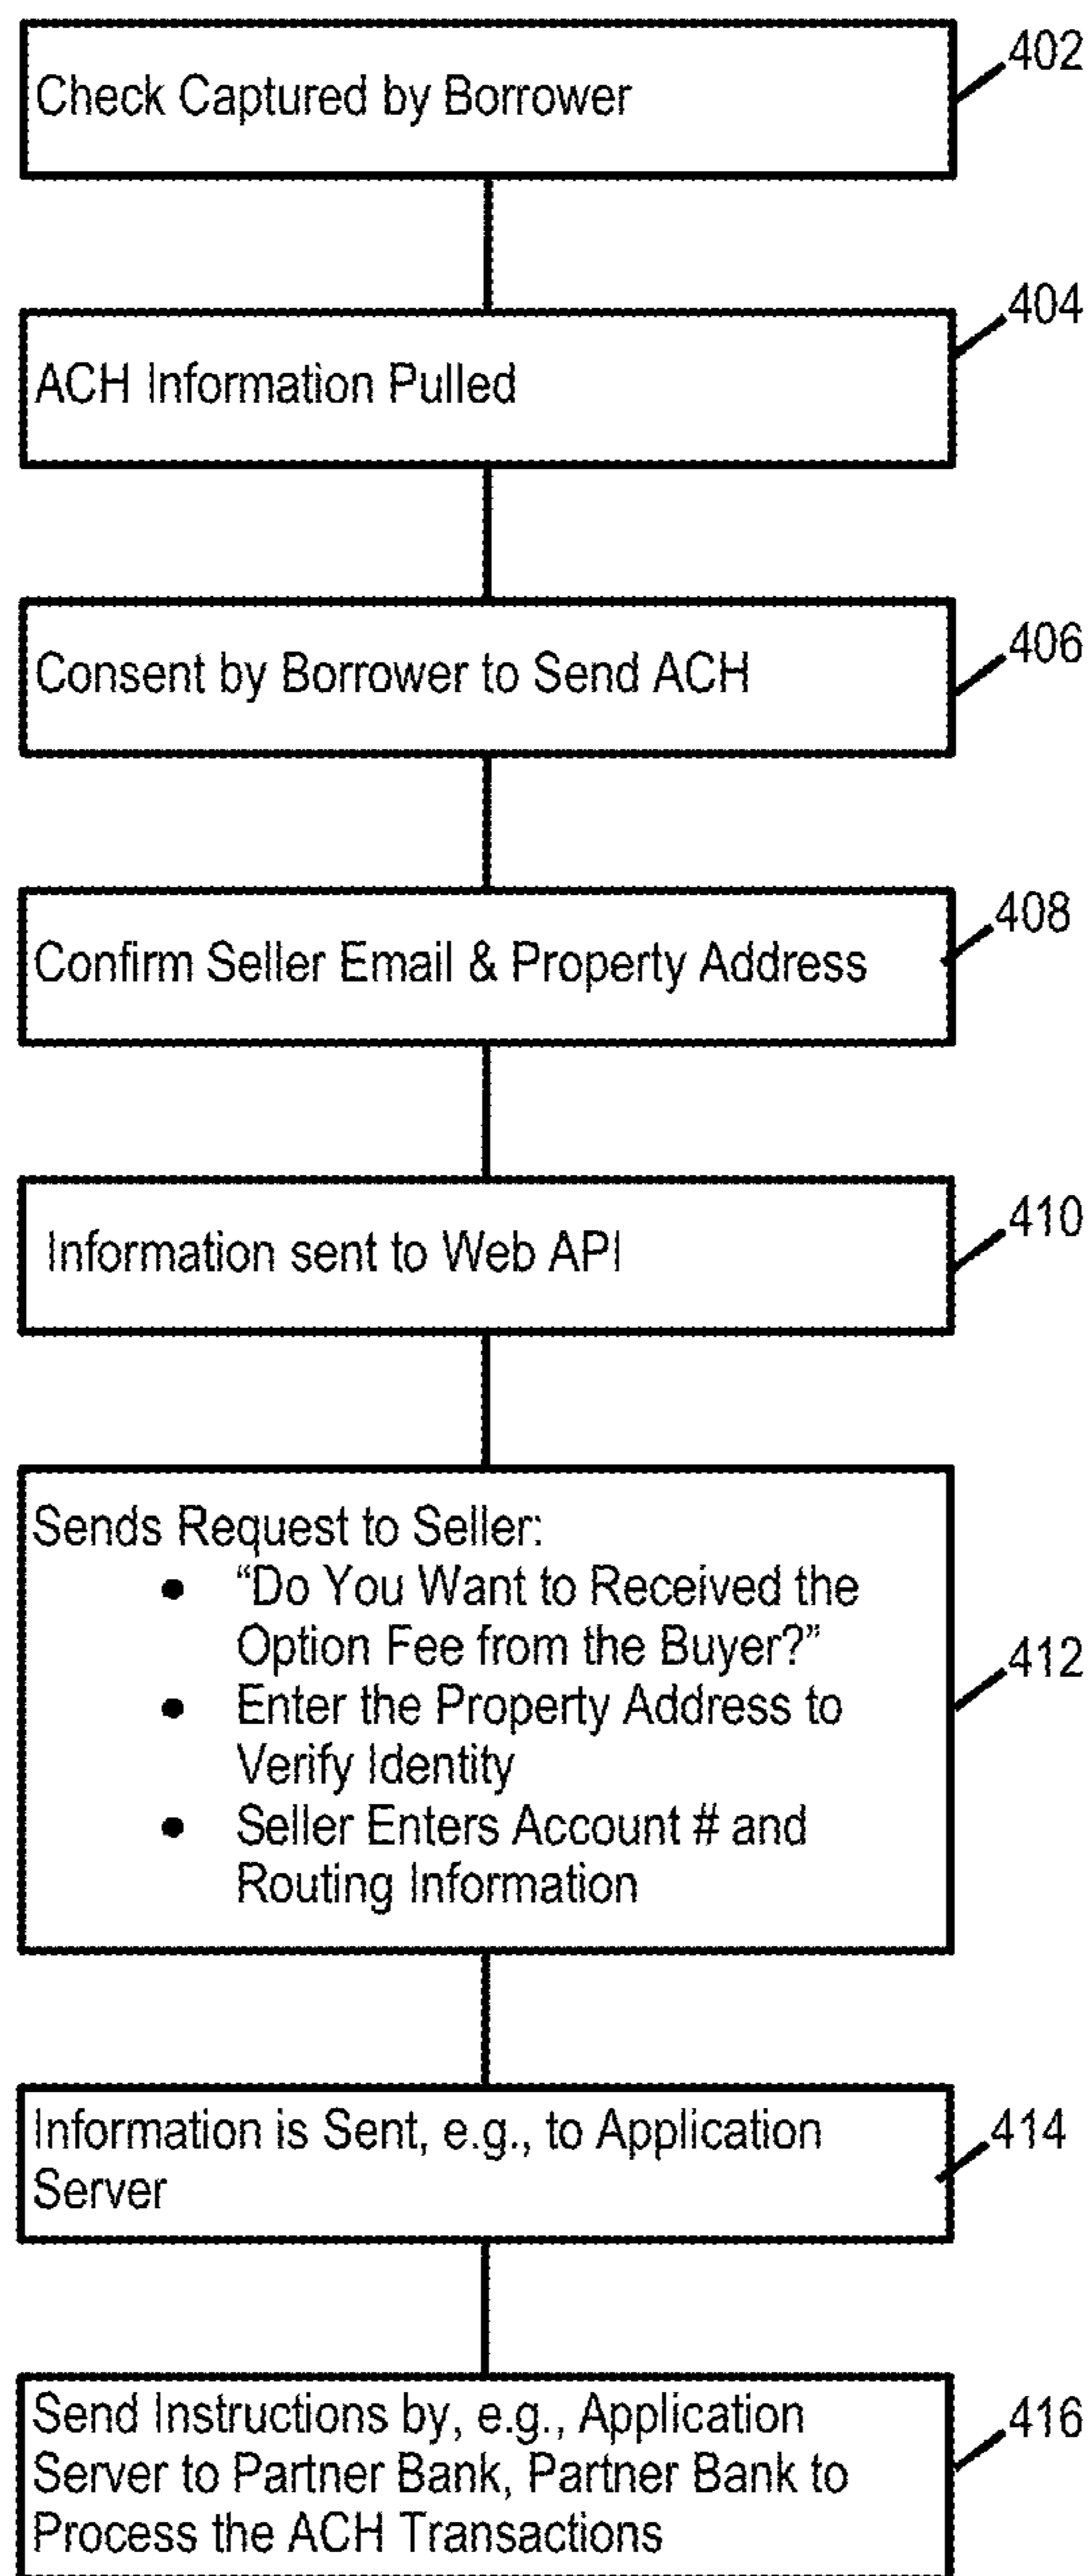 Check Captured by Borrower
402
ACH Information Pulled
404
Consent by Borrower to Send ACH
406
Confirm Seller Email & Property Address
408
Information sent to Web API
410
Sends Request to Seller:
• “Do You Want to Received the
Option Fee from the Buyer?”
• Enter the Property Address to
Verify Identity
• Seller Enters Account # and
Routing Information
412
Information is Sent, e.g., to Application
Server
414
Send Instructions by, e.g., Application
Server to Partner Bank, Partner Bank to
Process the ACH Transactions
416